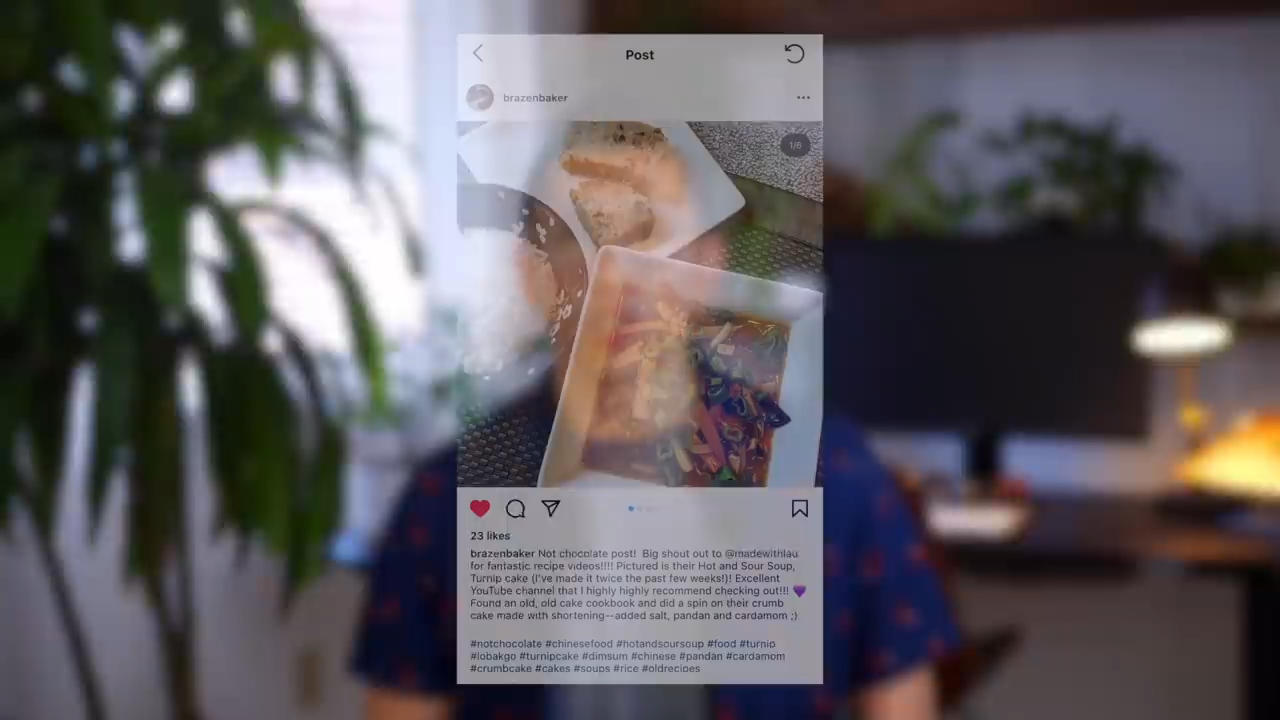 Post
brazenbaker
1/6
23 likes
brazenbaker Not chocolate post! Big shout out to @madewithlau
for fantastic recipe videos!!!! Pictured is their Hot and Sour Soup,
Turnip cake (I've made it twice the past few weeks!)! Excellent
YouTube channel that I highly highly recommend checking out!!! 💜
Found an old, old cake cookbook and did a spin on their crumb
cake made with shortening--added salt, pandan and cardamom ;)
#notchocolate #chinesefood #hotandsoursoup #food #turnip
#lobakgo #turnipcake #dimsum #chinese #pandan #cardamom
#crumbcake #cakes #soups #rice #oldrecipes